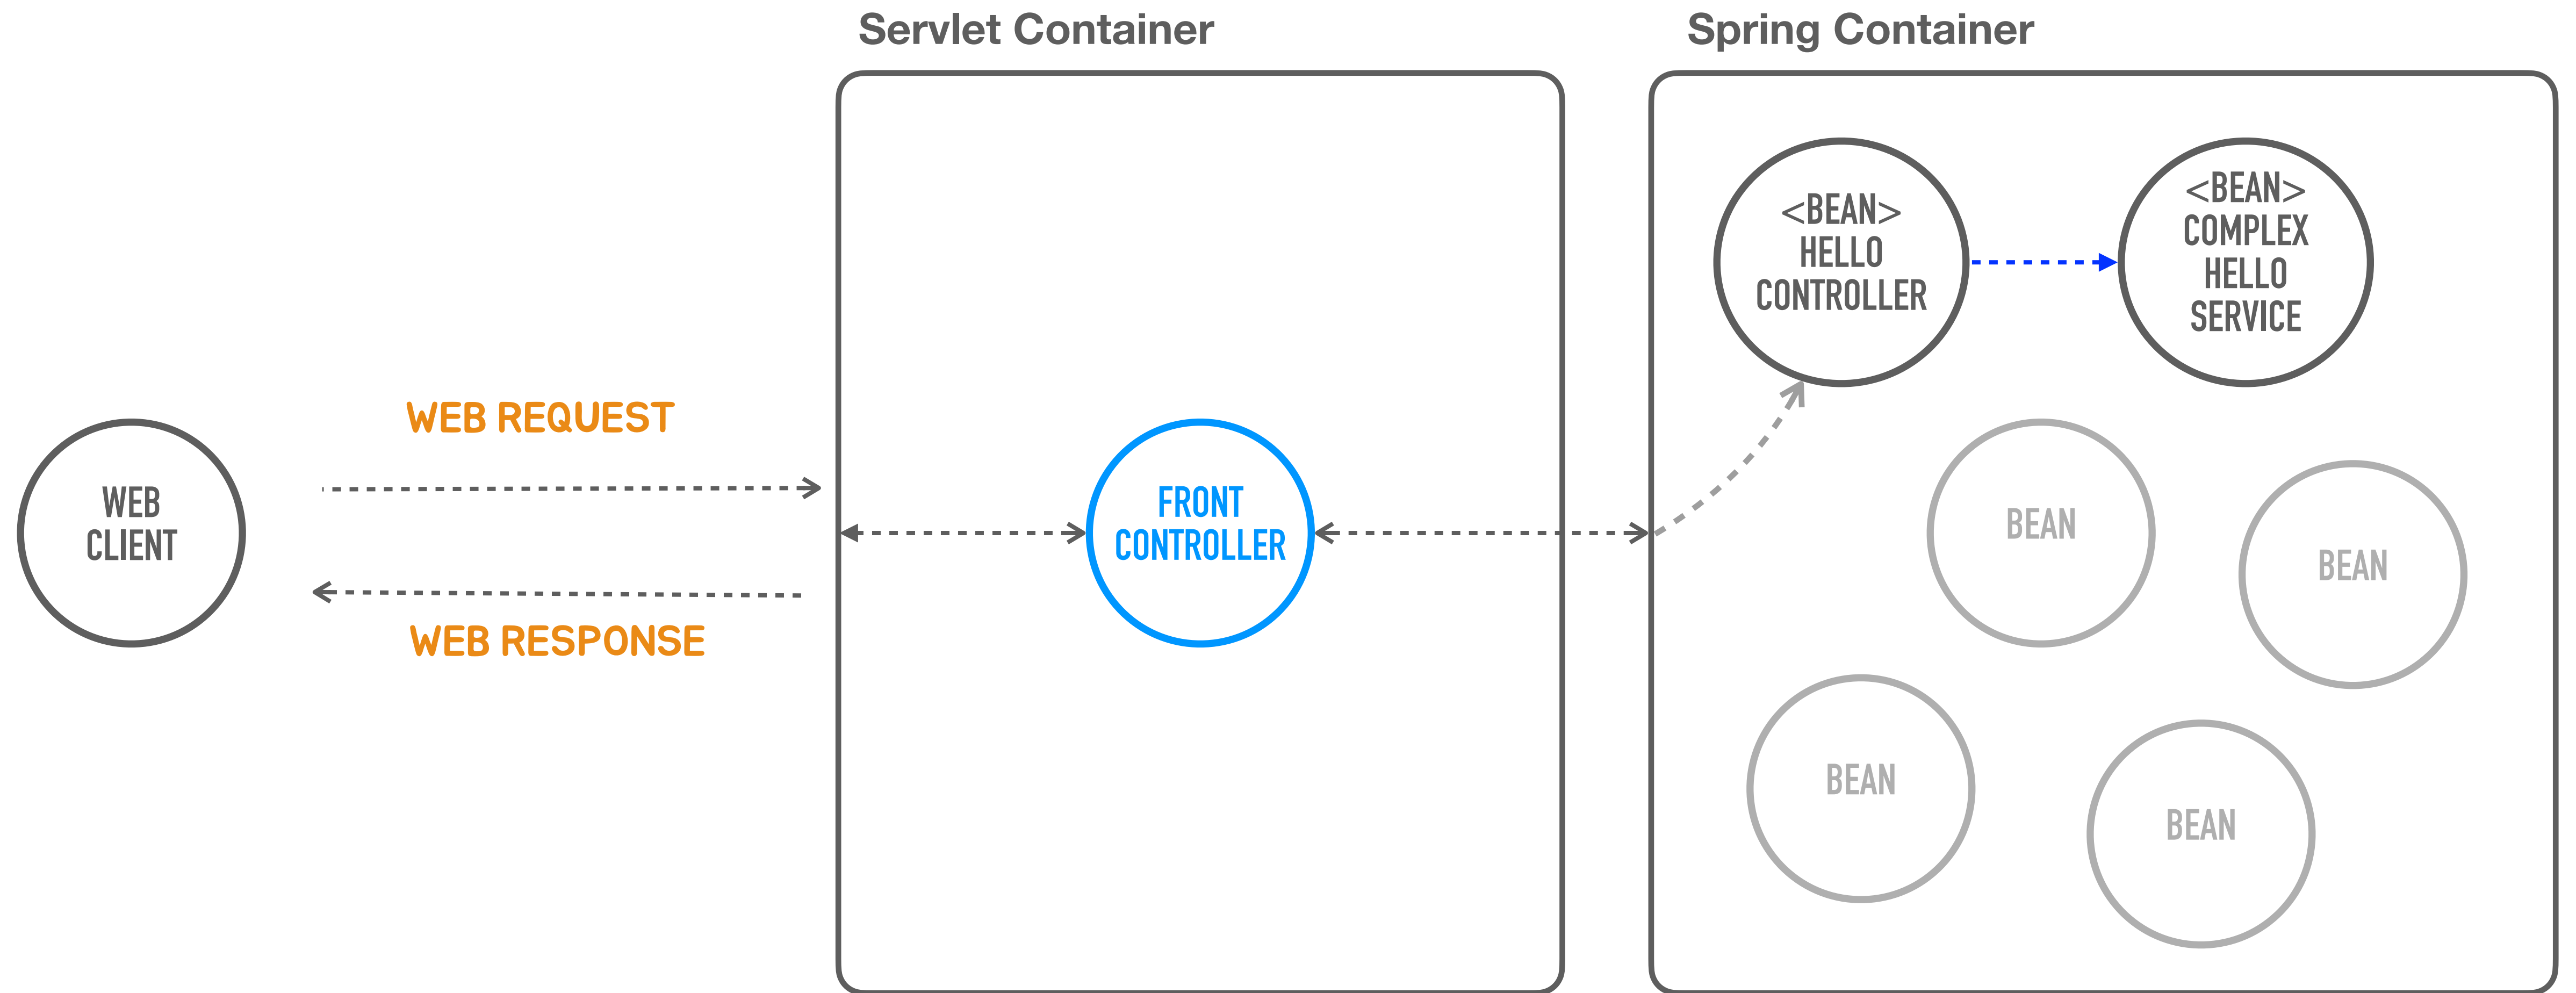 Servlet Container
Spring Container
<BEAN>
HELLO
CONTROLLER
<BEAN>
COMPLEX
HELLO
SERVICE
WEB REQUEST
WEB
CLIENT
FRONT
CONTROLLER
BEAN
BEAN
WEB RESPONSE
BEAN
BEAN